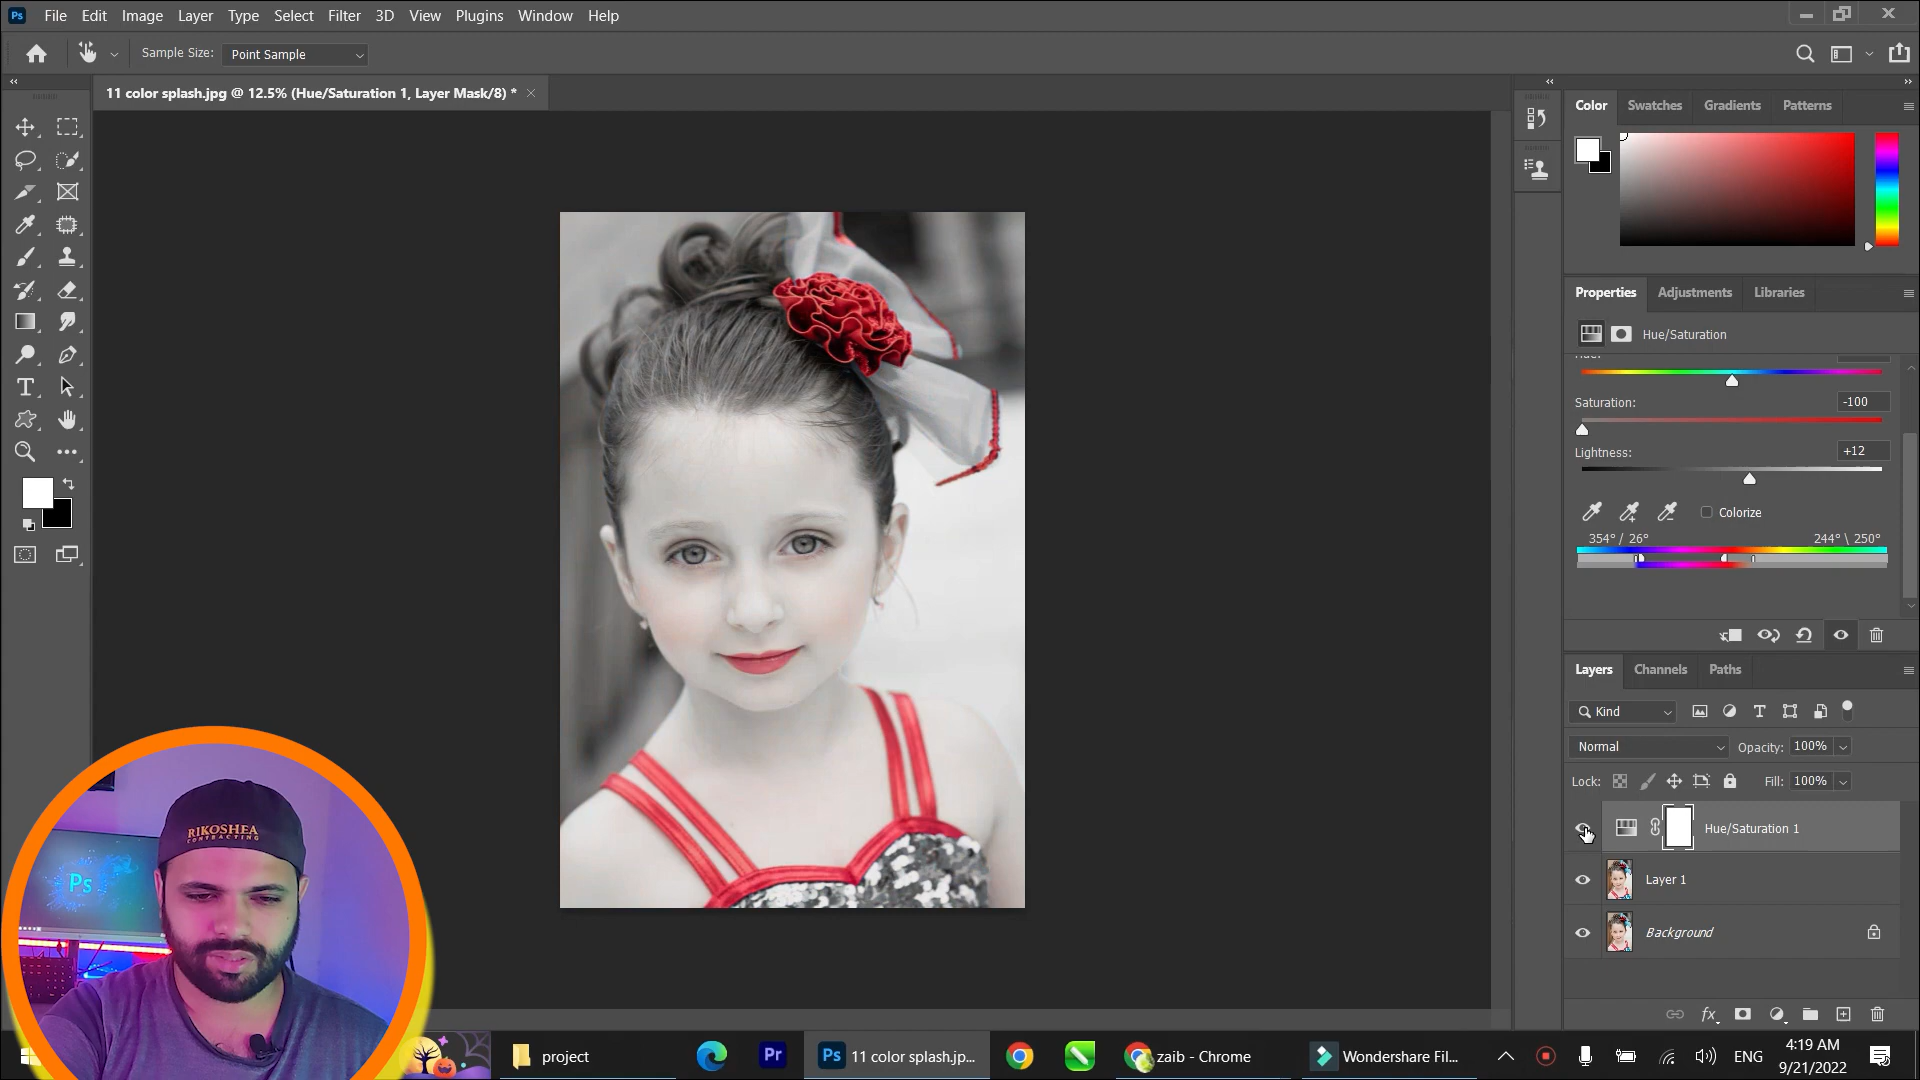 Ps File Edit Image Layer Type Select Filter 3D View Plugins Window Help
Sample Size: Point Sample
11 color splash.jpg @ 12.5% (Hue/Saturation 1, Layer Mask/8) *
Color Swatches Gradients Patterns
Properties Adjustments Libraries
Hue/Saturation
Saturation: -100
Lightness: +12
Colorize
354° / 26° 244° \ 250°
Layers Channels Paths
Kind
Normal Opacity: 100%
Lock: Fill: 100%
Hue/Saturation 1
Layer 1
Background
RIKOSHEA
CONTRACTING
Ps
project
Pr
Ps 11 color splash.jp...
zaib - Chrome
Wondershare Fil...
ENG
4:19 AM
9/21/2022